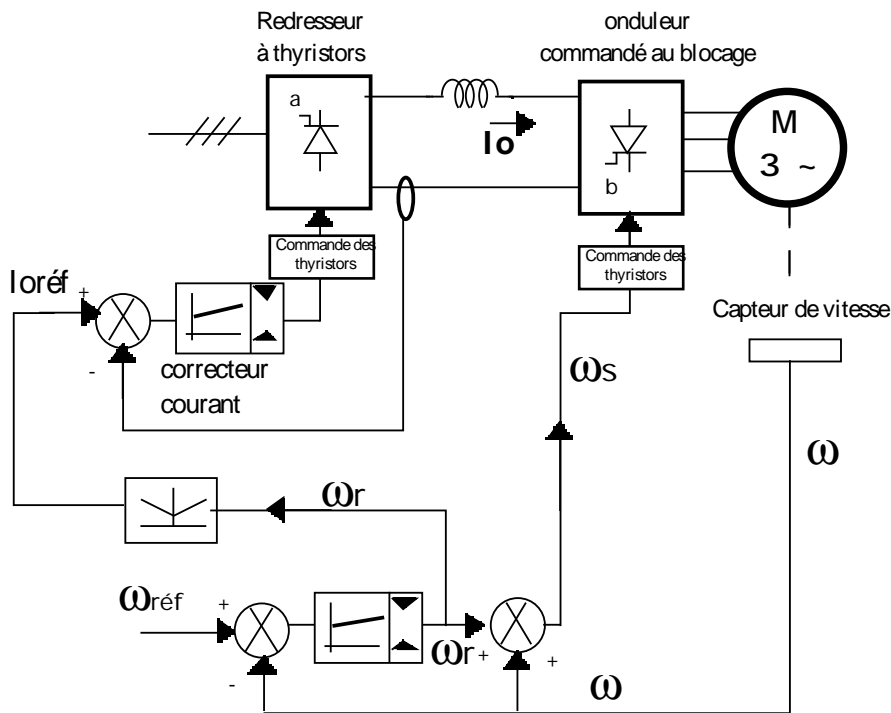 Redresseur
à thyristors
onduleur
commandé au blocage
a
b
Io
M
3 ~
Commande des
thyristors
Commande des
thyristors
Ioréf
+
-
correcteur
courant
Capteur de vitesse
ωs
ω
ωr
ωréf
+
-
ωr
+
+
ω